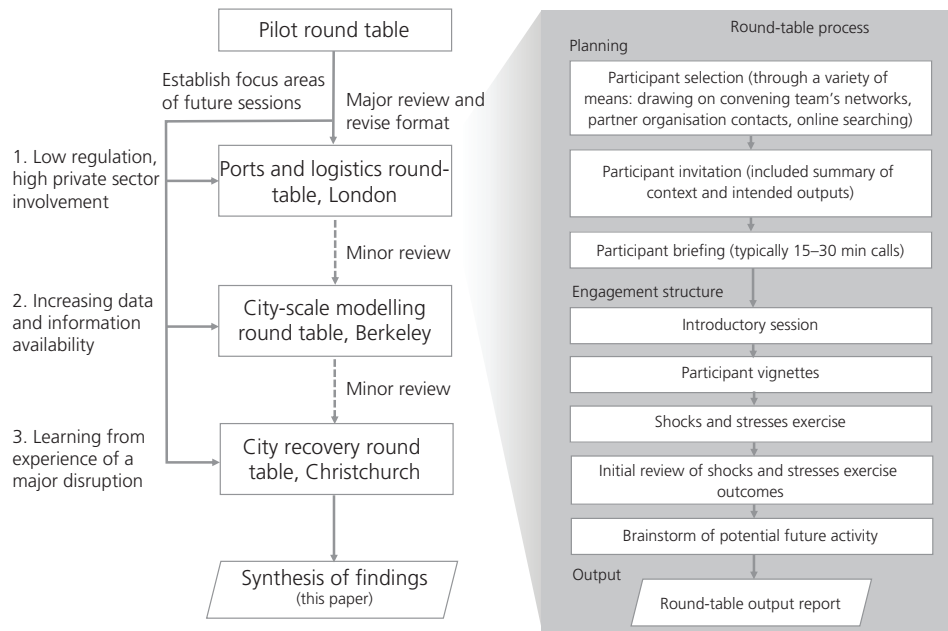 Pilot round table
Establish focus areas
of future sessions
Major review and
revise format
1. Low regulation,
high private sector
involvement
Ports and logistics round-
table, London
Minor review
2. Increasing data
and information
availability
City-scale modelling
round table, Berkeley
Minor review
3. Learning from
experience of a
major disruption
City recovery round
table, Christchurch
Synthesis of findings
(this paper)
Round-table process
Planning
Participant selection (through a variety of
means: drawing on convening team’s networks,
partner organisation contacts, online searching)
Participant invitation (included summary of
context and intended outputs)
Participant briefing (typically 15–30 min calls)
Engagement structure
Introductory session
Participant vignettes
Shocks and stresses exercise
Initial review of shocks and stresses exercise
outcomes
Brainstorm of potential future activity
Output
Round-table output report